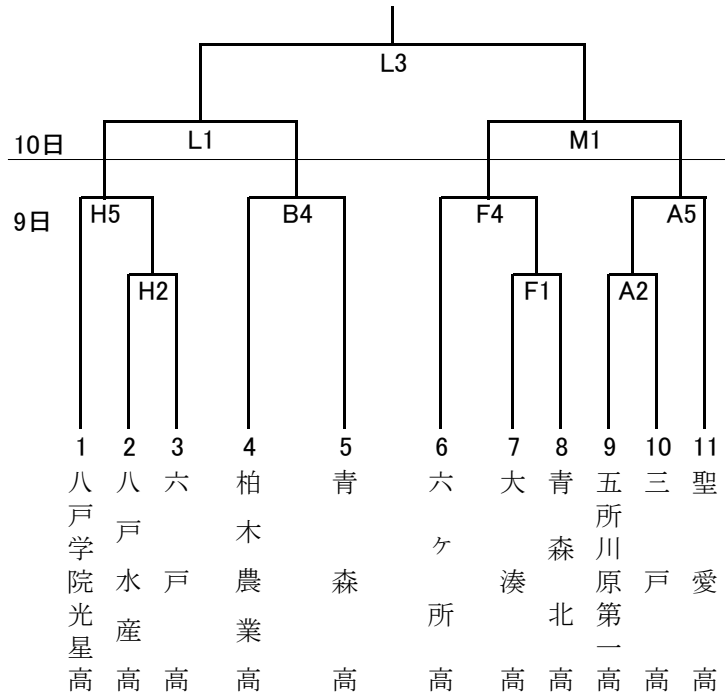 L3
10日
L1
M1
9日
H5
B4
F4
A5
H2
F1
A2
1
2
3
4
5
6
7
8
9
10
11
八戸学院光星高
八戸水産高
六戸高
柏木農業高
青森高
六ケ所高
大湊高
青森北高
五所川原第一高
三戸高
聖愛高